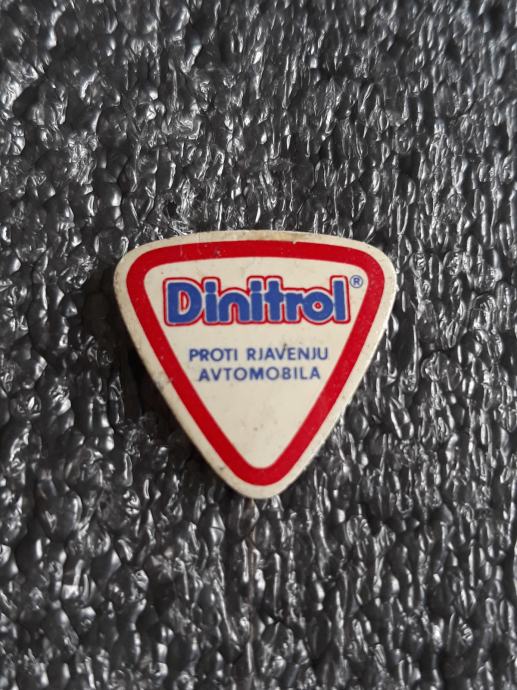 Dinitrol®
PROTI RJAVENJU
AVTOMOBILA